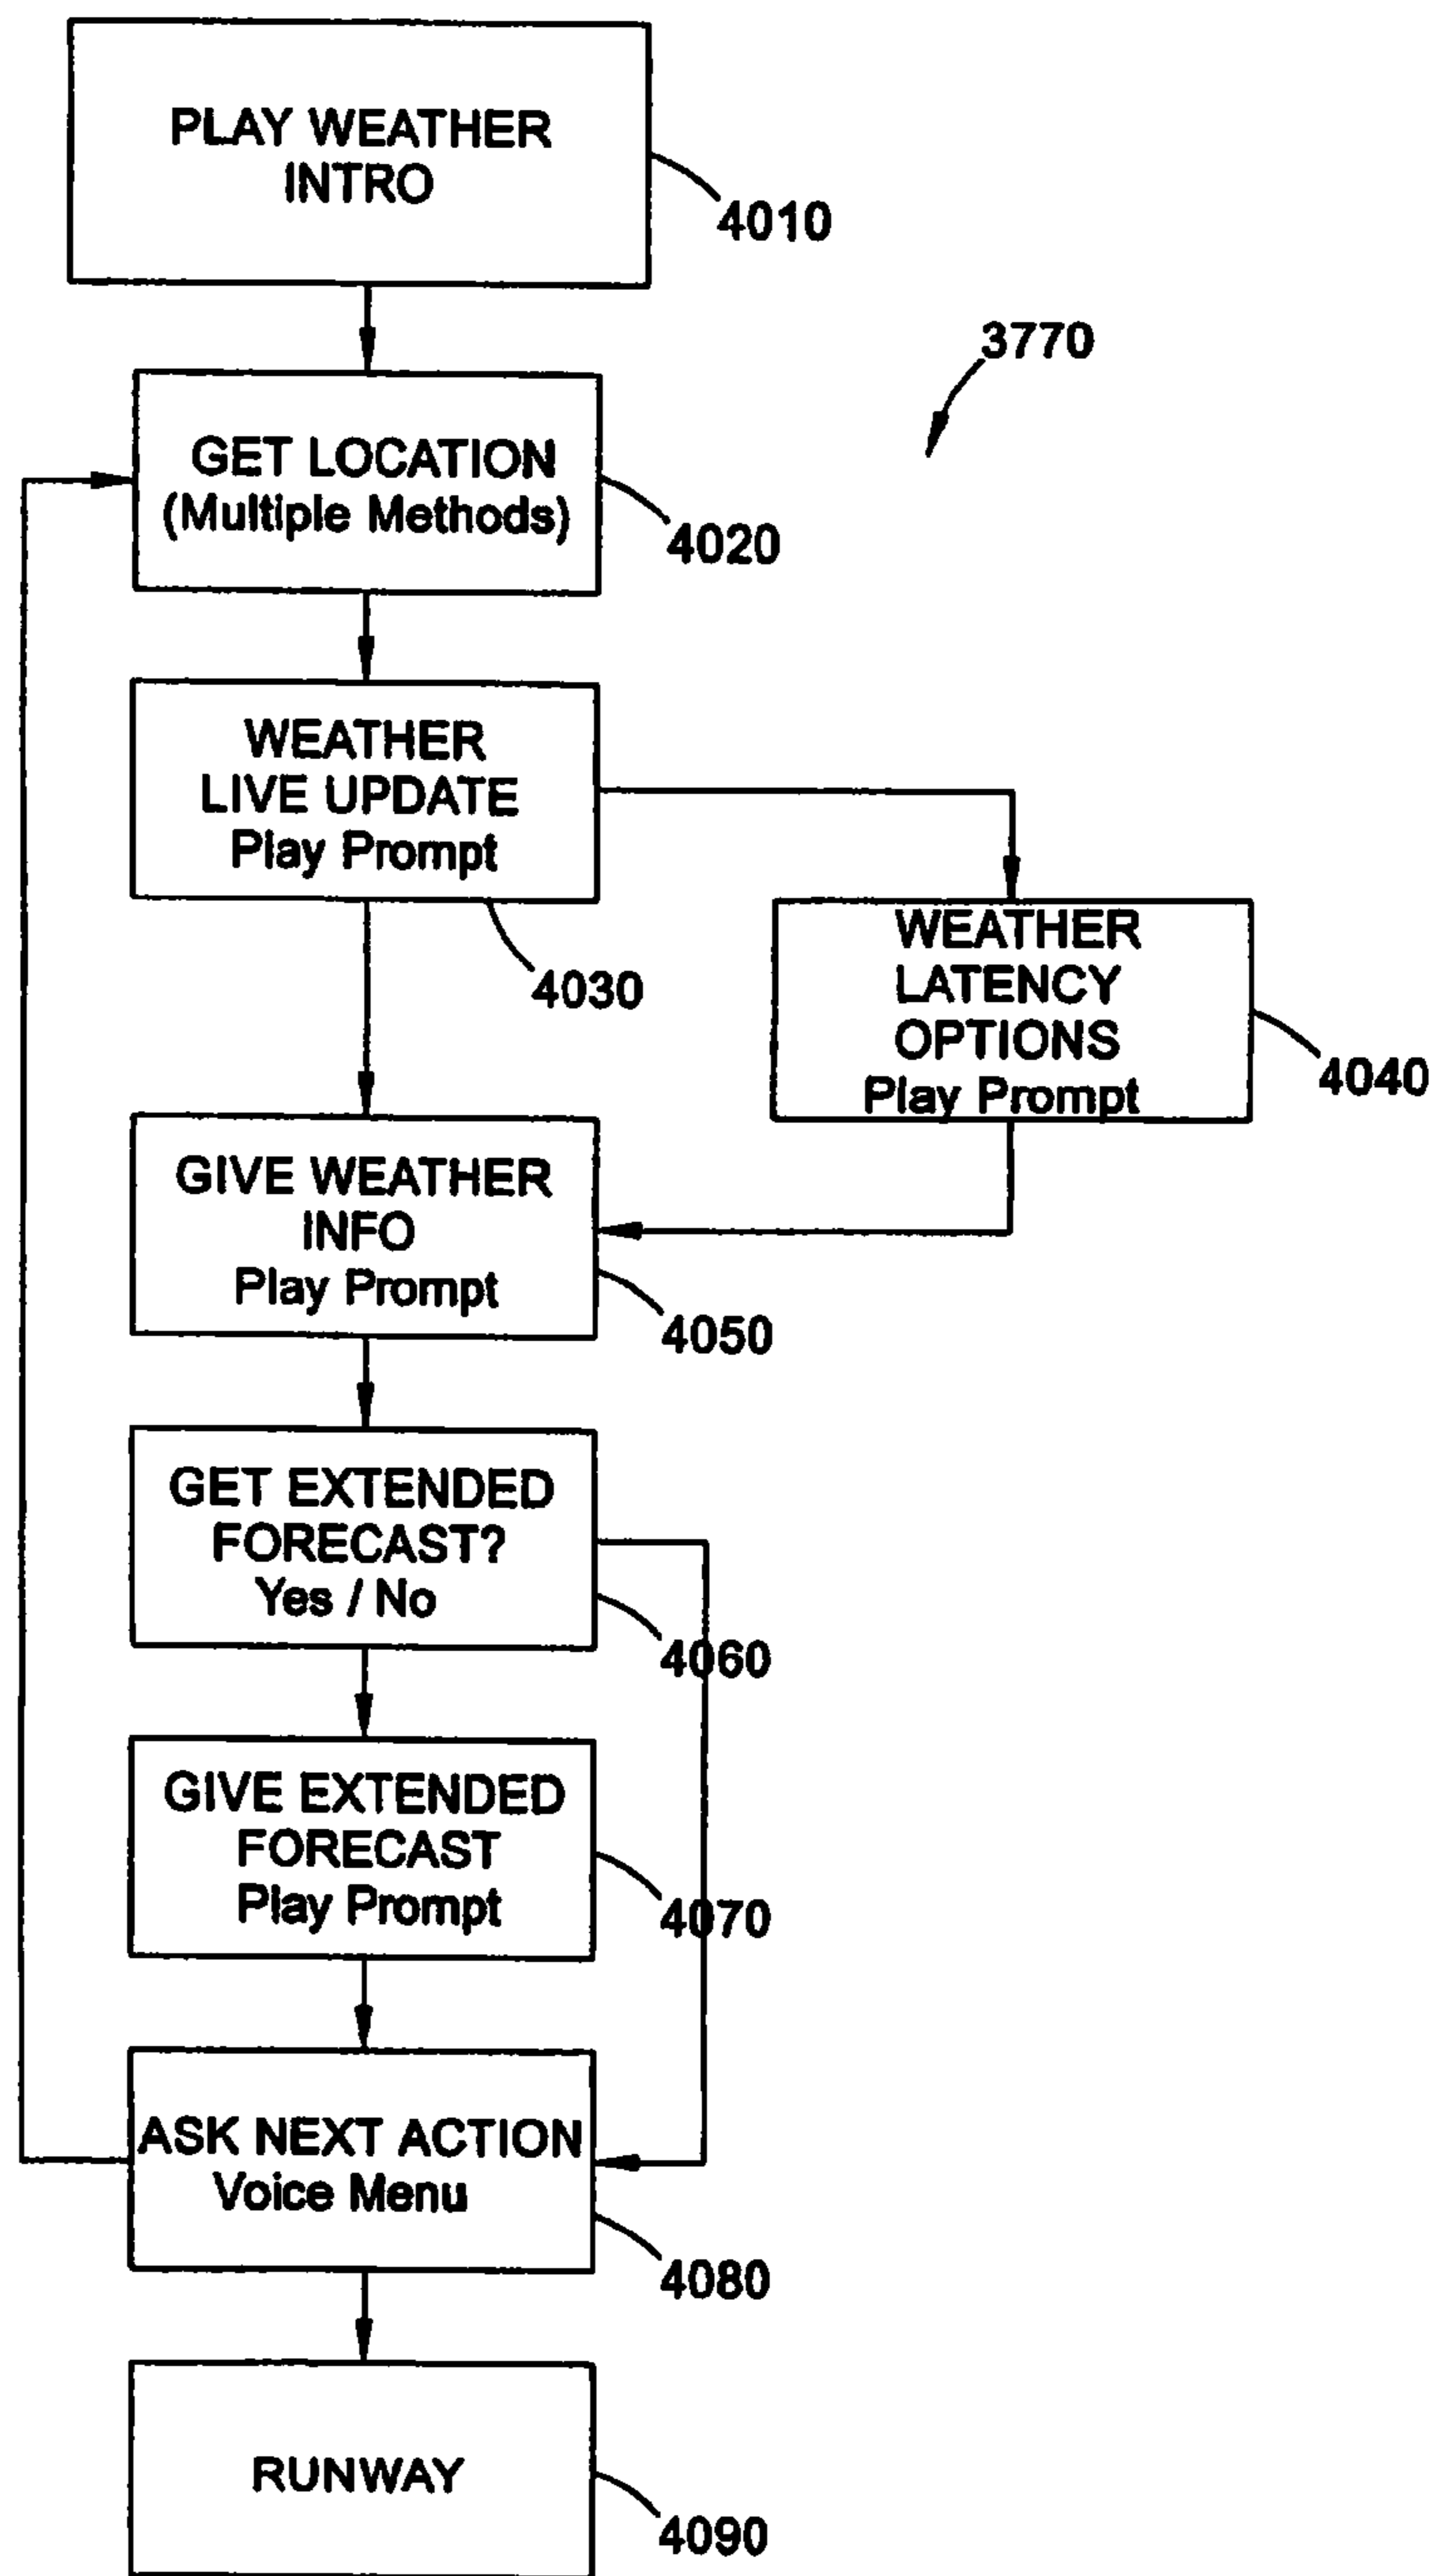 PLAY WEATHER
INTRO
4010
3770
GET LOCATION
(Multiple Methods)
4020
WEATHER
LIVE UPDATE
Play Prompt
4030
WEATHER
LATENCY
OPTIONS
Play Prompt
4040
GIVE WEATHER
INFO
Play Prompt
4050
GET EXTENDED
FORECAST?
Yes / No
4060
GIVE EXTENDED
FORECAST
Play Prompt
4070
ASK NEXT ACTION
Voice Menu
4080
RUNWAY
4090